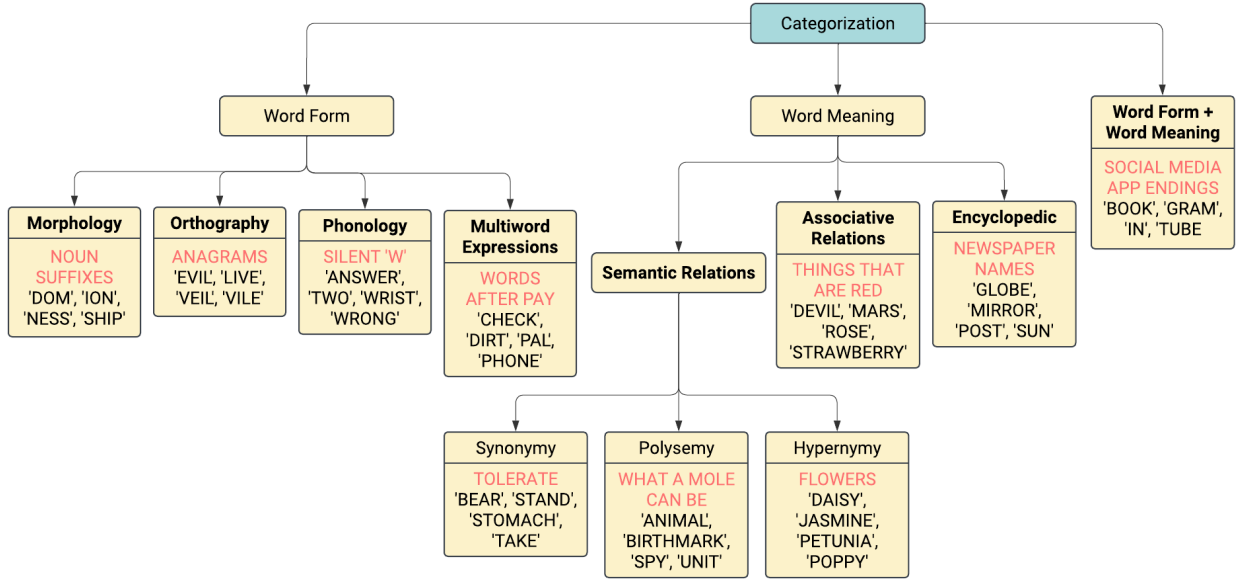 Categorization
Word Form
Word Meaning
Word Form +
Word Meaning
SOCIAL MEDIA
APP ENDINGS
'BOOK', 'GRAM',
'IN', 'TUBE
Morphology
NOUN
SUFFIXES
'DOM', 'ION',
'NESS', 'SHIP'
Orthography
ANAGRAMS
'EVIL', 'LIVE',
'VEIL', 'VILE'
Phonology
SILENT 'W'
'ANSWER',
'TWO', 'WRIST',
'WRONG'
Multiword
Expressions
WORDS
AFTER PAY
'CHECK',
'DIRT', 'PAL',
'PHONE'
Semantic Relations
Associative
Relations
THINGS THAT
ARE RED
'DEVIL', 'MARS',
'ROSE',
'STRAWBERRY'
Encyclopedic
NEWSPAPER
NAMES
'GLOBE',
'MIRROR',
'POST', 'SUN'
Synonymy
TOLERATE
'BEAR', 'STAND',
'STOMACH',
'TAKE'
Polysemy
WHAT A MOLE
CAN BE
'ANIMAL',
'BIRTHMARK',
'SPY', 'UNIT'
Hypernymy
FLOWERS
'DAISY',
'JASMINE',
'PETUNIA',
'POPPY'